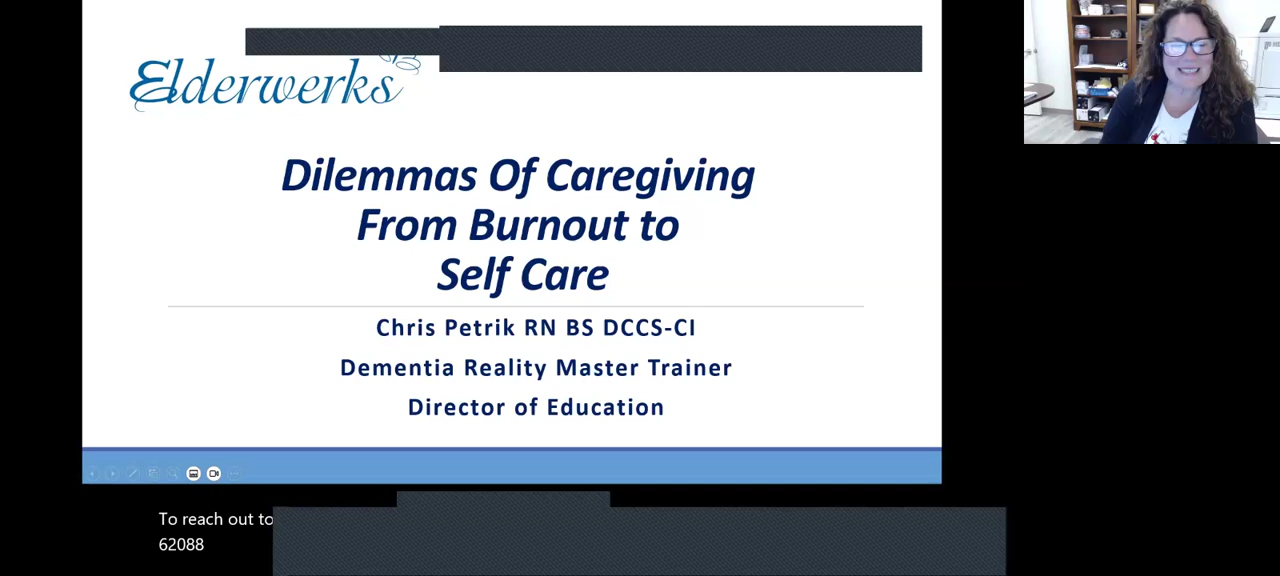 Elderwerks
Dilemmas Of Caregiving
From Burnout to
Self Care
Chris Petrik RN BS DCCS-CI
Dementia Reality Master Trainer
Director of Education
To reach out to
62088